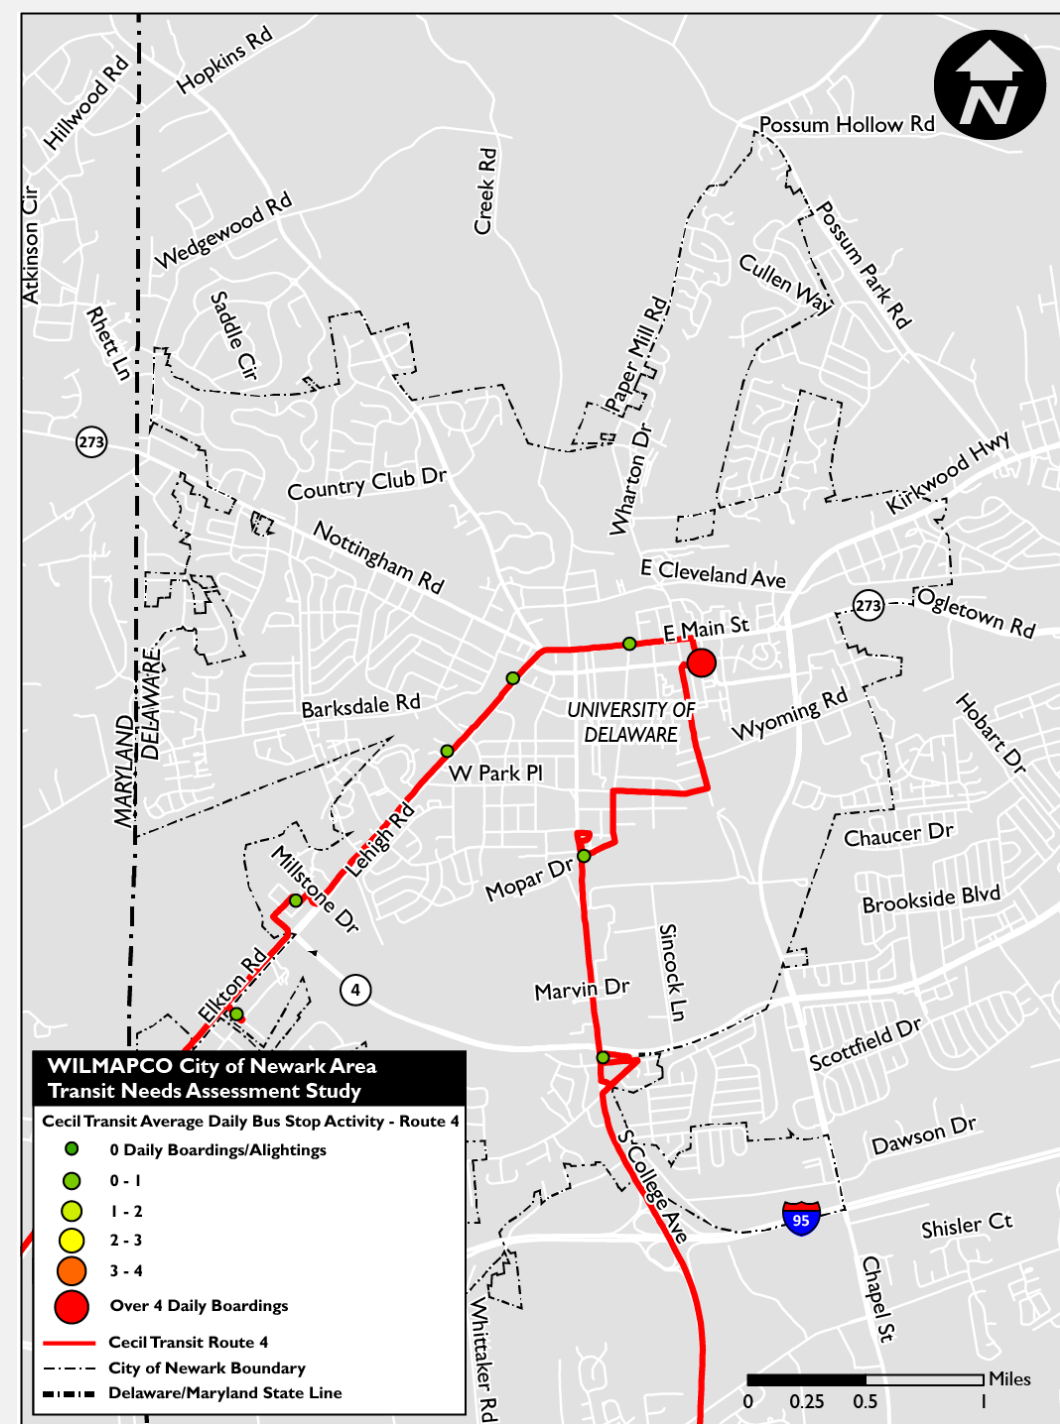 Hopkins Rd
Hillwood Rd
N
Possum Hollow Rd
Creek Rd
Atkinson Cir
Wedgewood Rd
Possum Park Rd
Cullen Way
Saddle Cir
Rhett Ln
Paper Mill Rd
273
Wharton Dr
Kirkwood Hwy
Country Club Dr
Nottingham Rd
E Cleveland Ave
273
Ogletown Rd
E Main St
MARYLAND
DELAWARE
Barksdale Rd
UNIVERSITY OF
DELAWARE
Wyoming Rd
Hobart Dr
W Park Pl
Lehigh Rd
Chaucer Dr
Millstone Dr
Mopar Dr
Brookside Blvd
Elkton Rd
Sincock Ln
4
Marvin Dr
Scottfield Dr
WILMAPCO City of Newark Area
Transit Needs Assessment Study
Cecil Transit Average Daily Bus Stop Activity - Route 4
0 Daily Boardings/Alightings
0 - 1
1 - 2
2 - 3
3 - 4
Over 4 Daily Boardings
Cecil Transit Route 4
City of Newark Boundary
Delaware/Maryland State Line
S College Ave
Dawson Dr
95
Shisler Ct
Chapel St
Whittaker Rd
Miles
0 0.25 0.5 1